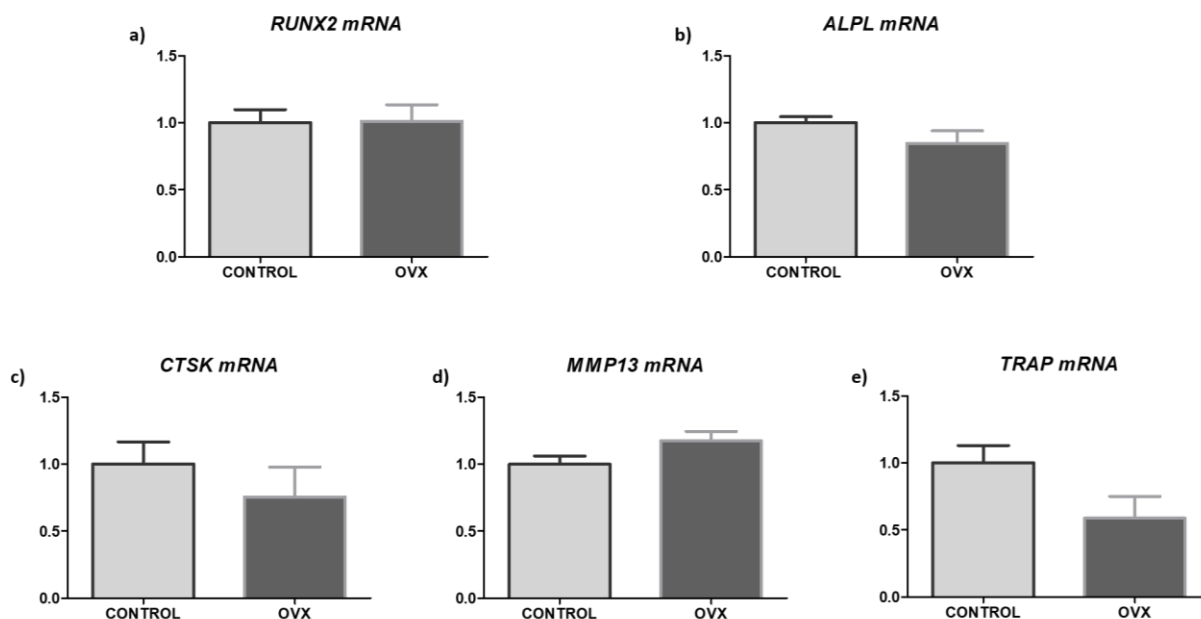 a)
RUNX2 mRNA
1.5
1.0
0.5
0.0
CONTROL OVX
b)
ALPL mRNA
1.5
1.0
0.5
0.0
CONTROL OVX
c)
CTSK mRNA
1.5
1.0
0.5
0.0
CONTROL OVX
d)
MMP13 mRNA
1.5
1.0
0.5
0.0
CONTROL OVX
e)
TRAP mRNA
1.5
1.0
0.5
0.0
CONTROL OVX